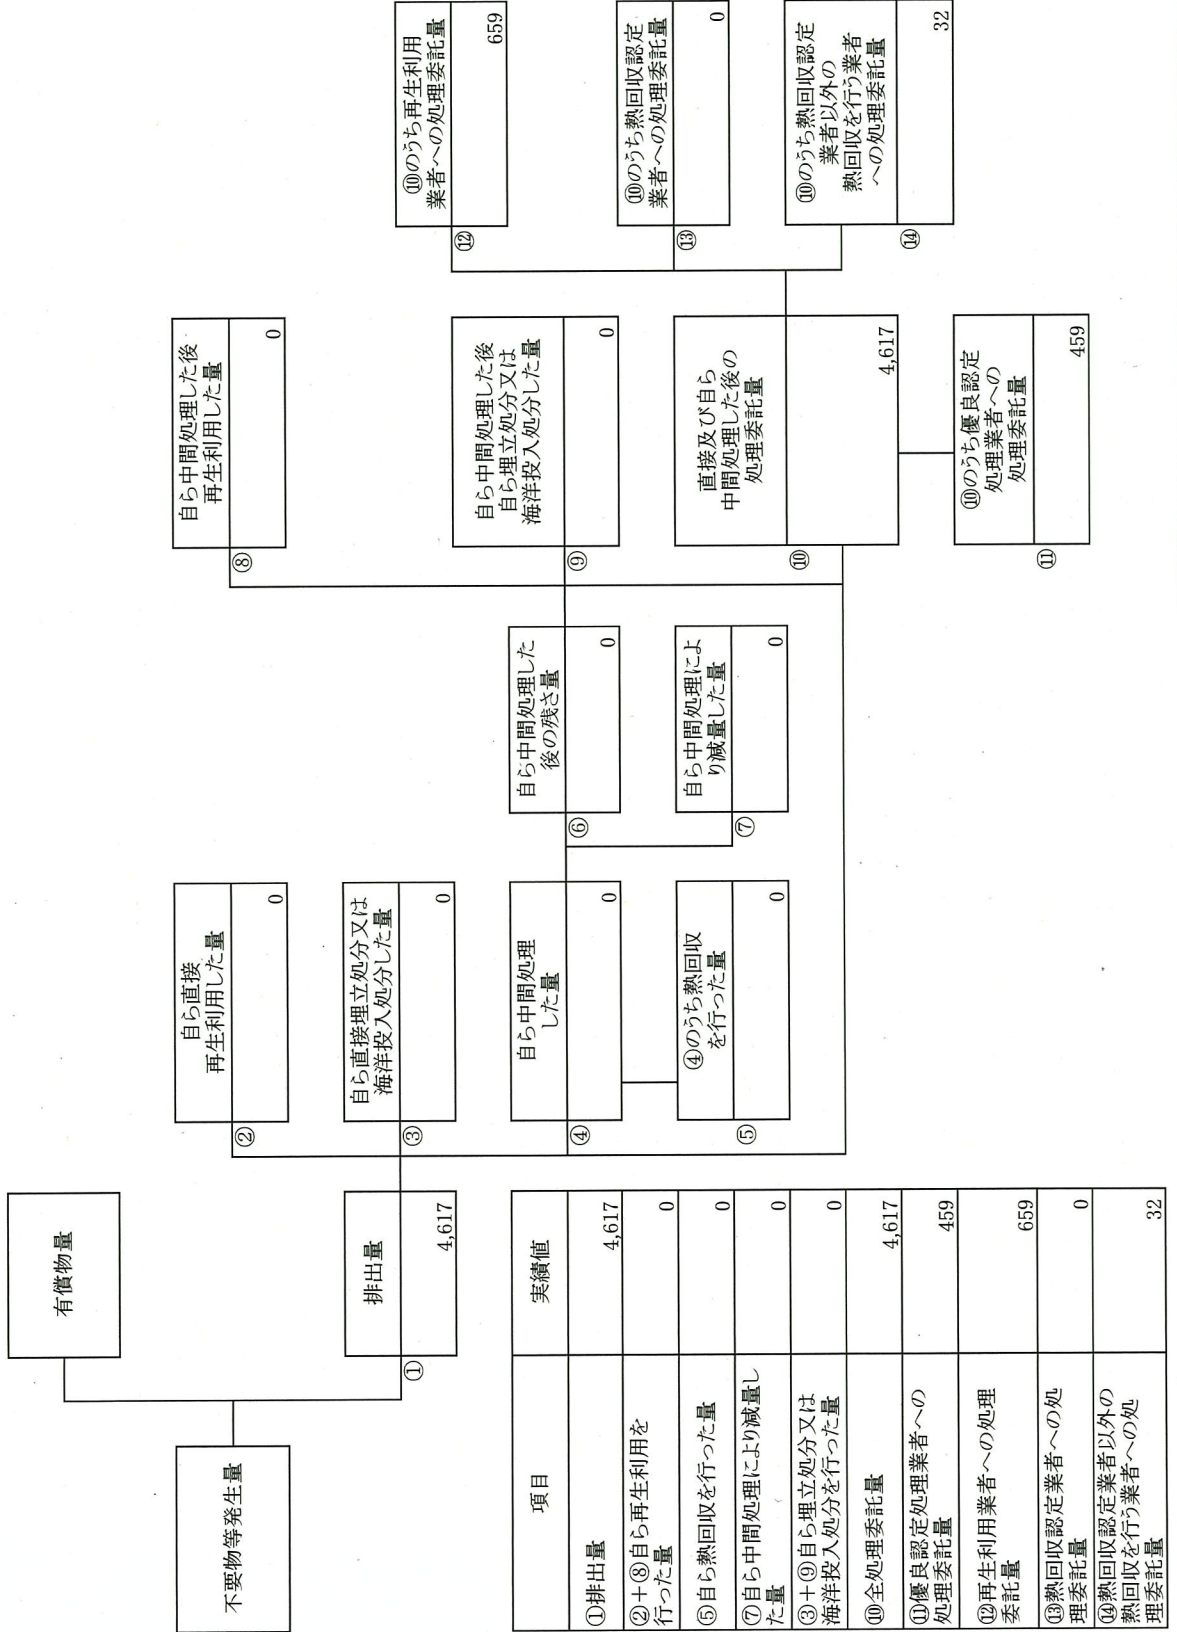 不要物等発生量
有償物量
排出量
①
4,617
自ら直接
再生利用した量
②
0
自ら直接埋立処分又は
海洋投入処分した量
③
0
自ら中間処理
した量
④
0
④のうち熱回収
を行った量
⑤
0
自ら中間処理した
後の残さ量
⑥
0
自ら中間処理によ
り減量した量
⑦
0
自ら中間処理した後
再生利用した量
⑧
0
自ら中間処理した後
自ら埋立処分又は
海洋投入処分した量
⑨
0
直接及び自ら
中間処理した後の
処理委託量
⑩
4,617
⑩のうち優良認定
処理業者への
処理委託量
⑪
459
⑩のうち再生利用
業者への処理委託量
⑫
659
⑩のうち熱回収認定
業者への処理委託量
⑬
0
⑩のうち熱回収認定
業者以外の
熱回収を行う業者
への処理委託量
⑭
32
項目 実績値
①排出量 4,617
②+⑧自ら再生利用を
行った量 0
⑤自ら熱回収を行った量 0
⑦自ら中間処理により減量し
た量 0
③+⑨自ら埋立処分又は
海洋投入処分を行った量 0
⑩全処理委託量 4,617
⑪優良認定処理業者への
処理委託量 459
⑫再生利用業者への処理
委託量 659
⑬熱回収認定業者への処
理委託量 0
⑭熱回収認定業者以外の
熱回収を行う業者への処
理委託量 32